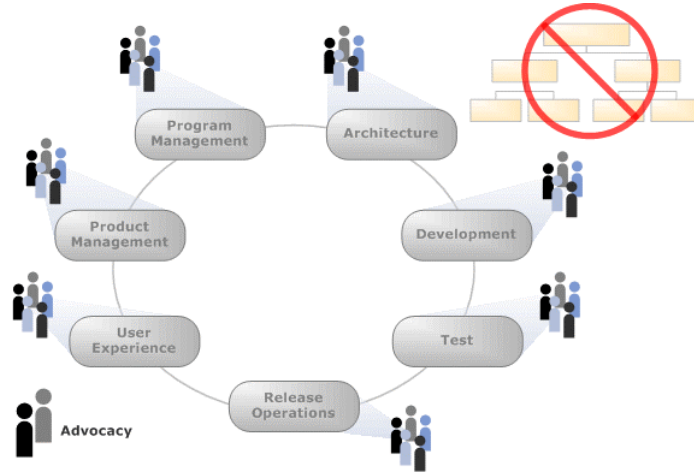 Program
Management
Architecture
Product
Management
Development
User
Experience
Test
Release
Operations
Advocacy